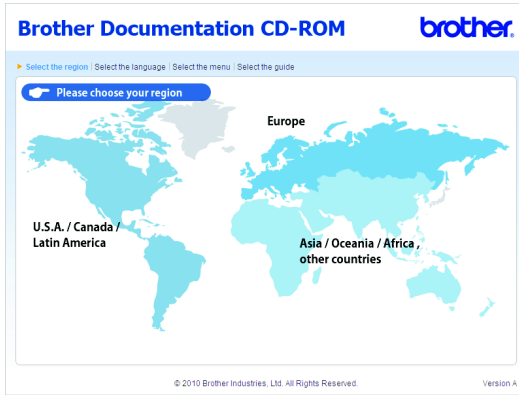 Brother Documentation CD-ROM
brother.
Select the region | Select the language | Select the menu | Select the guide
Please choose your region
Europe
U.S.A. / Canada /
Latin America
Asia / Oceania / Africa ,
other countries
© 2010 Brother Industries, Ltd. All Rights Reserved.
Version A